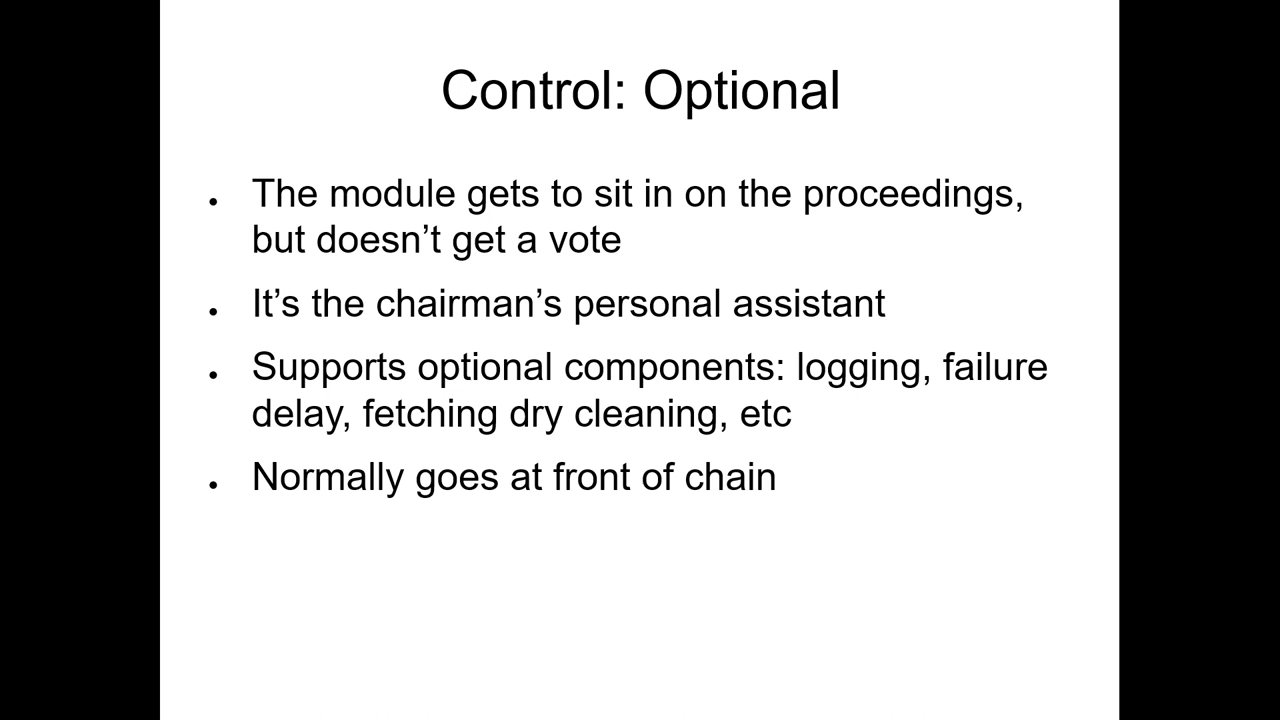 Control: Optional
The module gets to sit in on the proceedings,
but doesn’t get a vote
It’s the chairman’s personal assistant
Supports optional components: logging, failure
delay, fetching dry cleaning, etc
Normally goes at front of chain